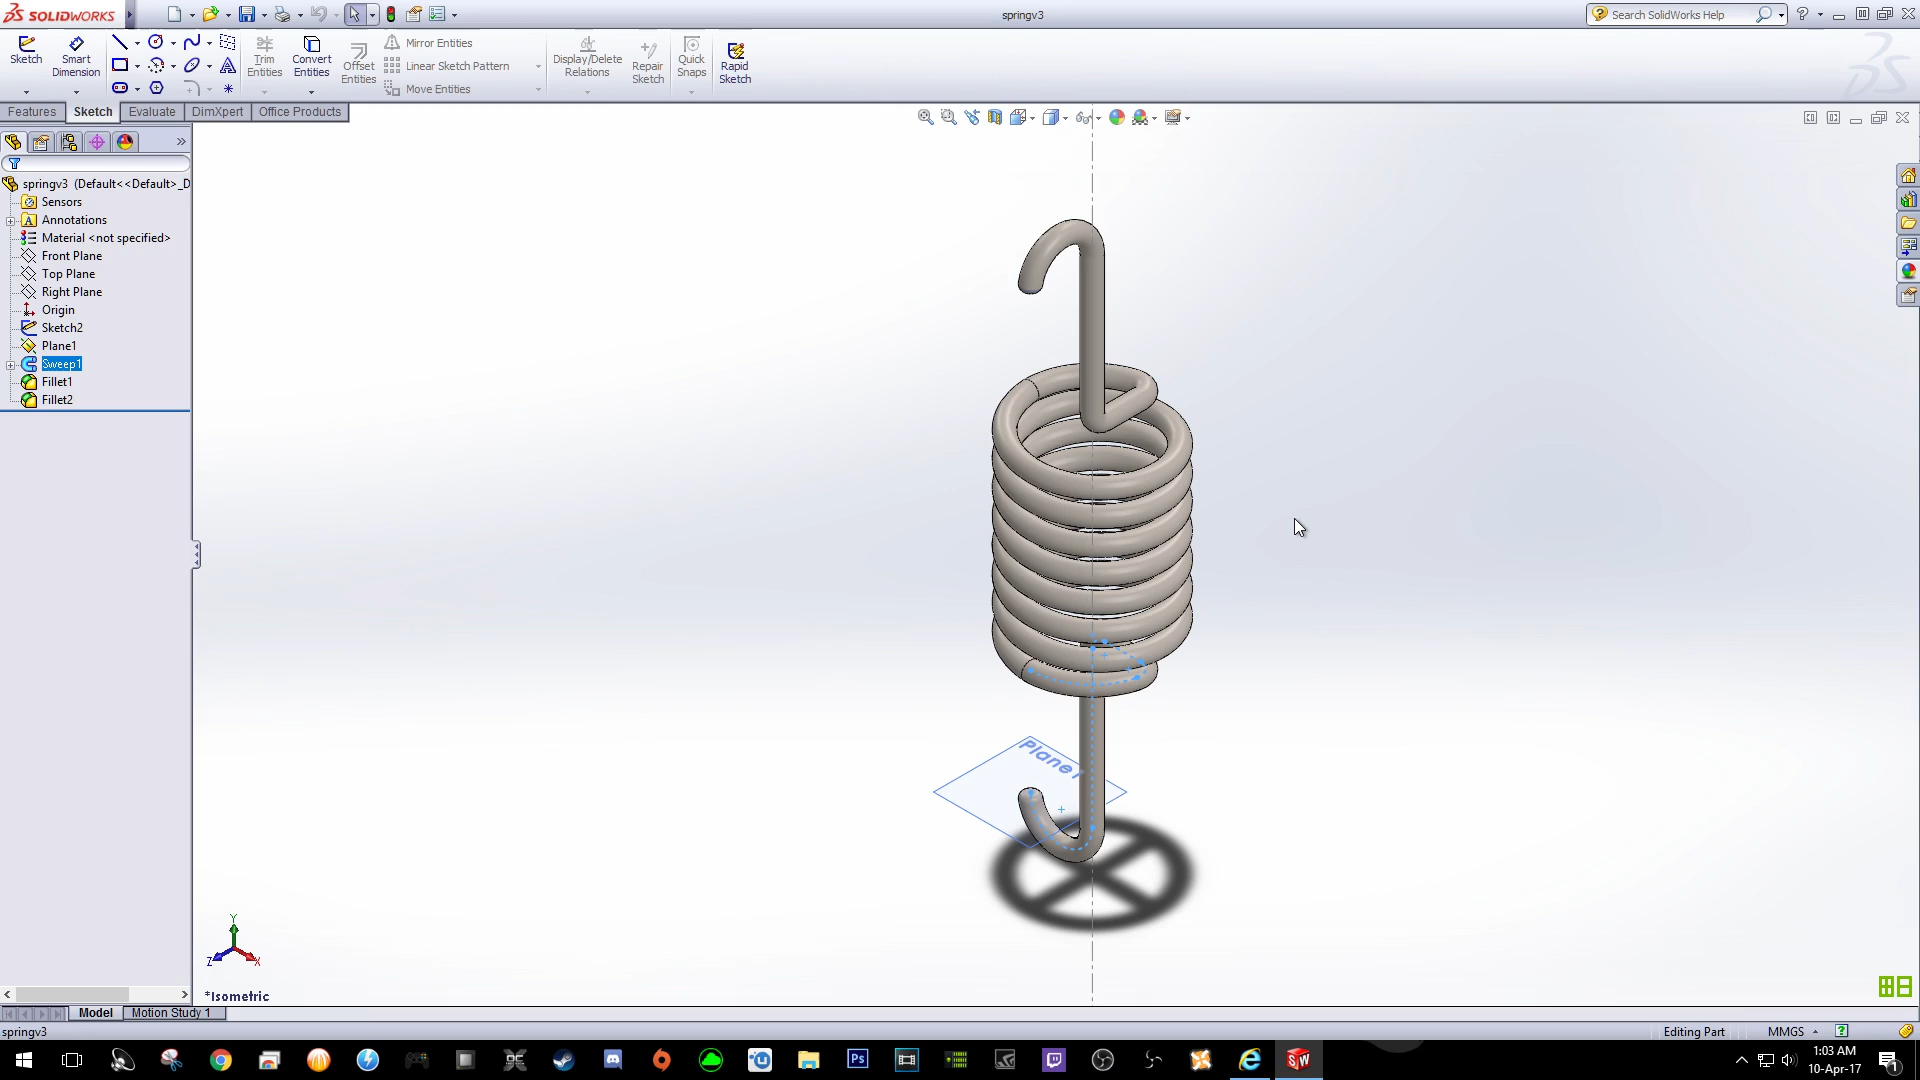 SOLIDWORKS
springv3
Search SolidWorks Help
Sketch
Smart Dimension
Trim Entities
Convert Entities
Offset Entities
Mirror Entities
Linear Sketch Pattern
Move Entities
Display/Delete Relations
Repair Sketch
Quick Snaps
Rapid Sketch
Features
Sketch
Evaluate
DimXpert
Office Products
springv3 (Default<<Default>_D
Sensors
Annotations
Material <not specified>
Front Plane
Top Plane
Right Plane
Origin
Sketch2
Plane1
Sweep1
Fillet1
Fillet2
Plane1
Y
Z
X
*Isometric
Model
Motion Study 1
springv3
Editing Part
MMGS
1:03 AM
10-Apr-17